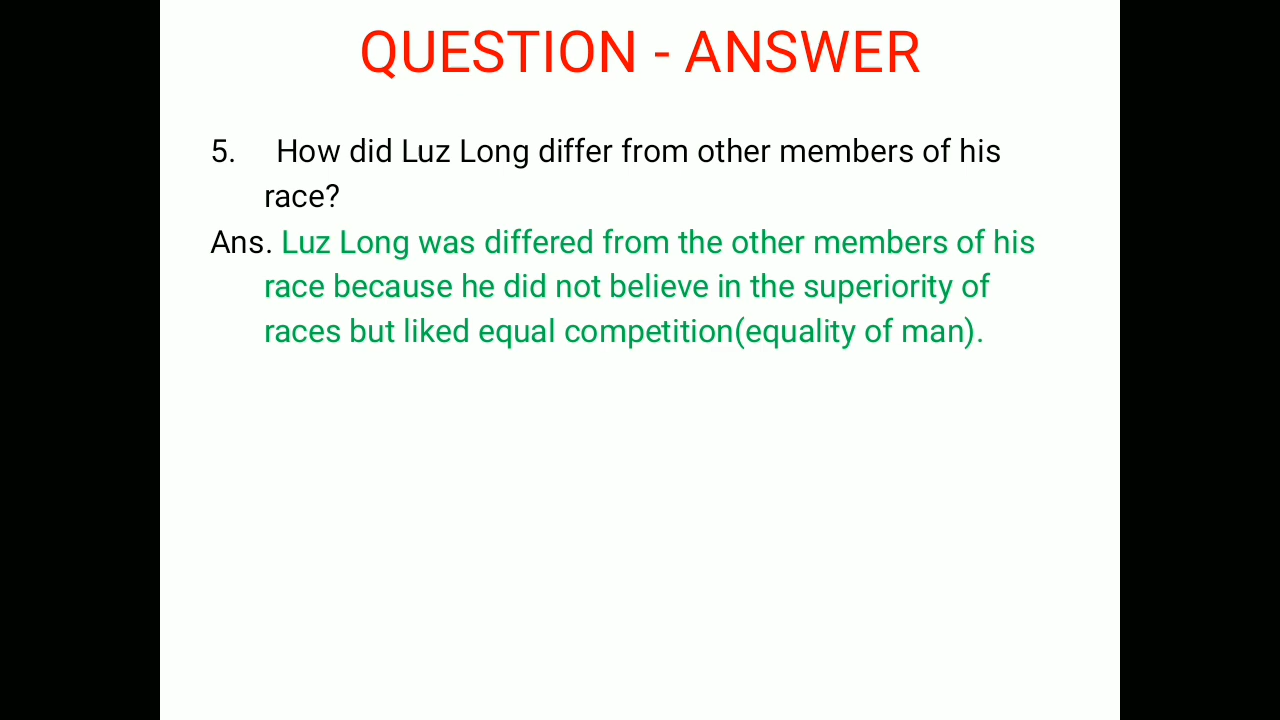 QUESTION - ANSWER
5. How did Luz Long differ from other members of his
race?
Ans. Luz Long was differed from the other members of his
race because he did not believe in the superiority of
races but liked equal competition(equality of man).